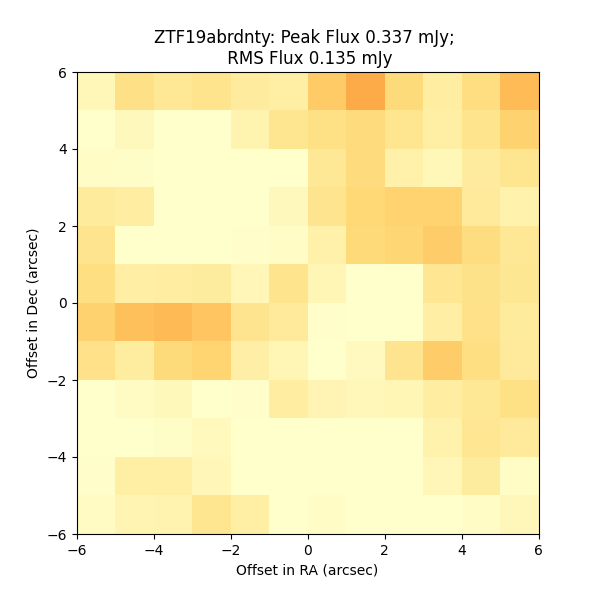 ZTF19abrdnty: Peak Flux 0.337 mJy;
RMS Flux 0.135 mJy
6
4
2
0
−2
−4
−6
Offset in Dec (arcsec)
−6 −4 −2 0 2 4 6
Offset in RA (arcsec)